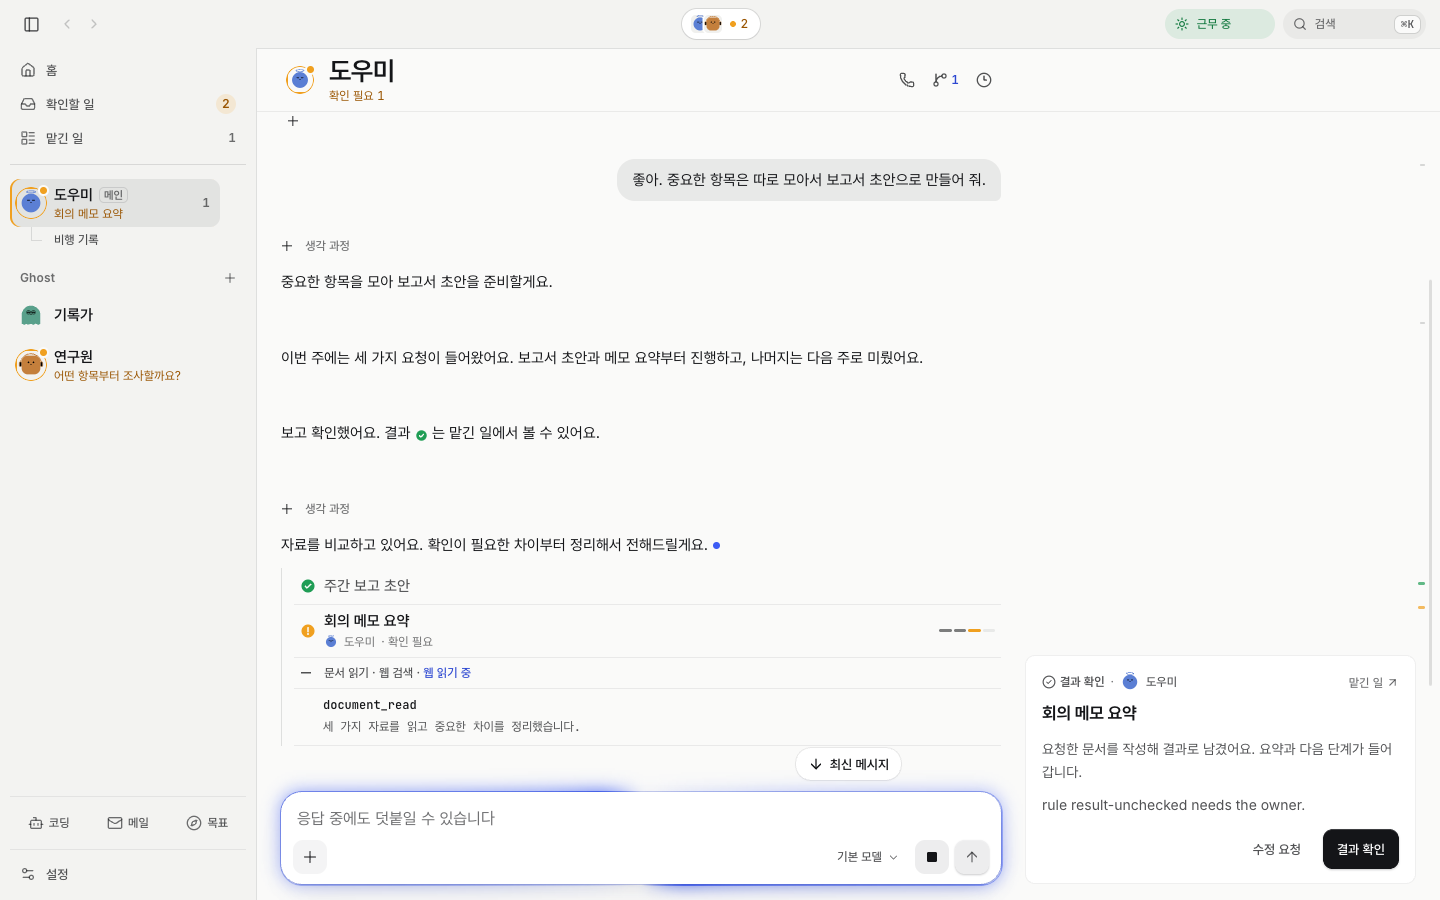 2
근무 중
검색
⌘K
홈
확인할 일
2
맡긴 일
1
도우미 메인
회의 메모 요약
1
비행 기록
Ghost
기록가
연구원
어떤 항목부터 조사할까요?
코딩
메일
목표
설정
도우미
확인 필요 1
1
좋아. 중요한 항목은 따로 모아서 보고서 초안으로 만들어 줘.
생각 과정
중요한 항목을 모아 보고서 초안을 준비할게요.
이번 주에는 세 가지 요청이 들어왔어요. 보고서 초안과 메모 요약부터 진행하고, 나머지는 다음 주로 미뤘어요.
보고 확인했어요. 결과 는 맡긴 일에서 볼 수 있어요.
생각 과정
자료를 비교하고 있어요. 확인이 필요한 차이부터 정리해서 전해드릴게요.
주간 보고 초안
회의 메모 요약
도우미 · 확인 필요
문서 읽기 · 웹 검색 · 웹 읽기 중
document_read
세 가지 자료를 읽고 중요한 차이를 정리했습니다.
최신 메시지
응답 중에도 덧붙일 수 있습니다
기본 모델
결과 확인 · 도우미
맡긴 일
회의 메모 요약
요청한 문서를 작성해 결과로 남겼어요. 요약과 다음 단계가 들어
갑니다.
rule result-unchecked needs the owner.
수정 요청
결과 확인